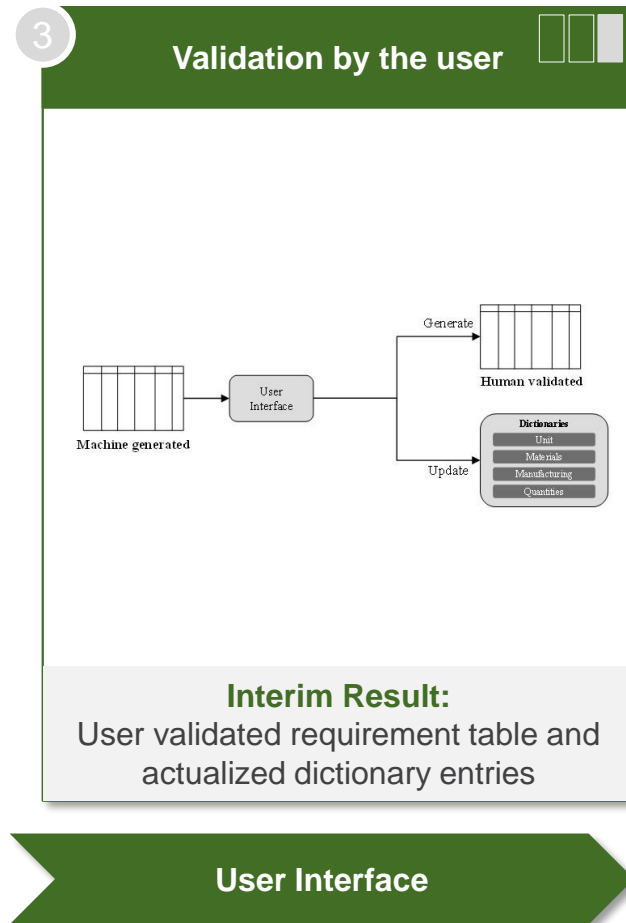 3
Validation by the user
Generate
Human validated
User
Interface
Machine generated
Dictionaries
Unit
Materials
Manufacturing
Quantities
Update
Interim Result:
User validated requirement table and
actualized dictionary entries
User Interface